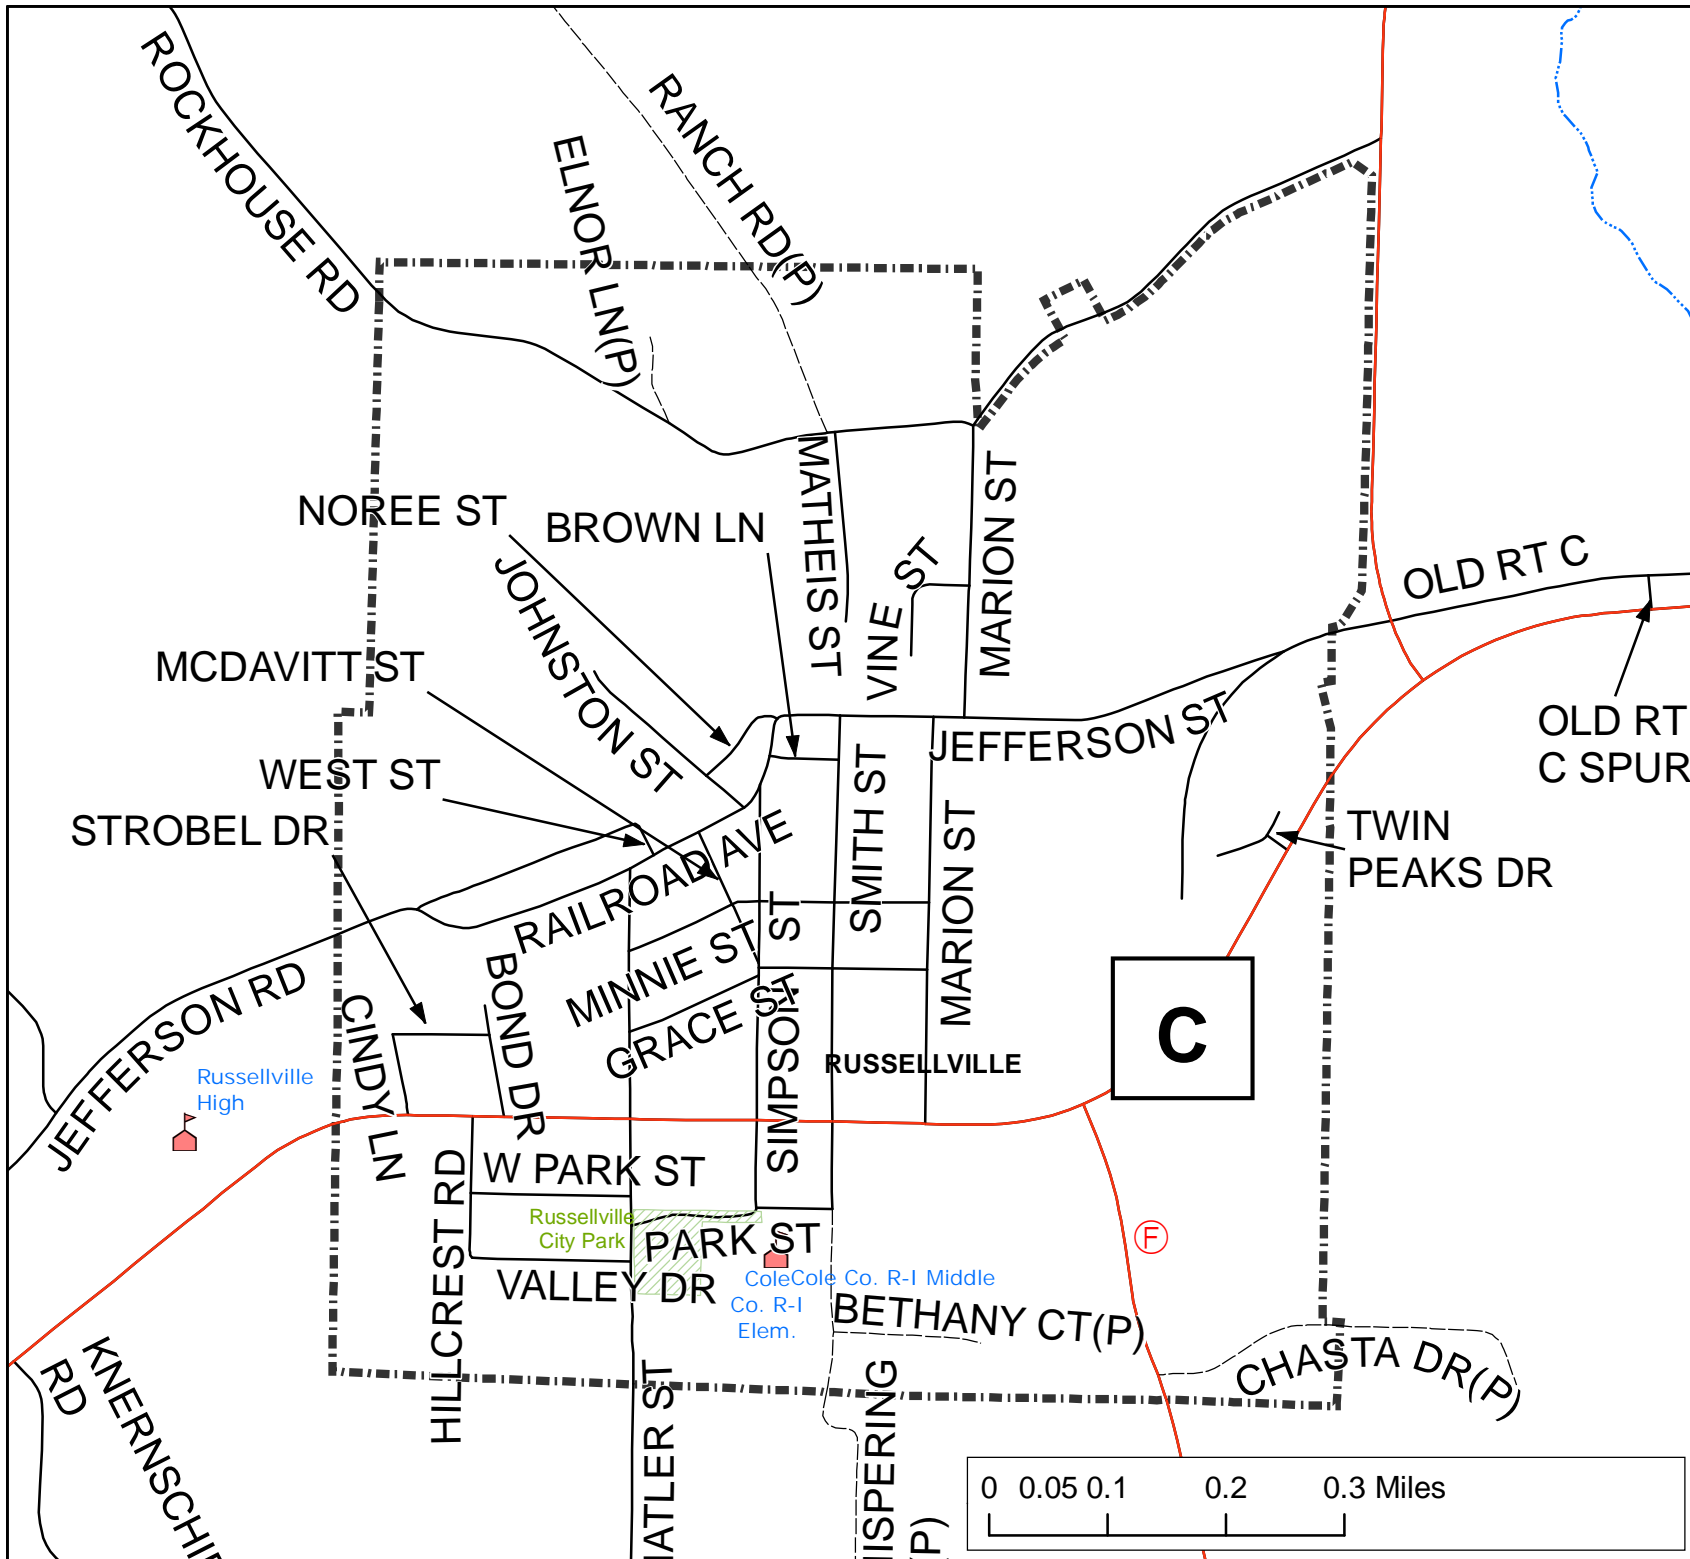 ROCKHOUSE RD
RANCH RD(P)
ELNOR LN(P)
NOREE ST
BROWN LN
MATHEIS ST
MARION ST
VINE ST
JOHNSTON ST
OLD RT C
MCDAVITT ST
OLD RT
C SPUR
JEFFERSON ST
WEST ST
STROBEL DR
SMITH ST
MARION ST
TWIN
PEAKS DR
RAILROAD AVE
MINNIE ST
GRACE ST
SIMPSON ST
BOND DR
CINDY LN
JEFFERSON RD
C
RUSSELLVILLE
Russellville
High
W PARK ST
HILLCREST RD
Russellville
City Park
PARK ST
VALLEY DR
F
Cole
Co. R-I
Elem.
Cole Co. R-I Middle
BETHANY CT(P)
CHASTA DR(P)
RD
0 0.05 0.1 0.2 0.3 Miles